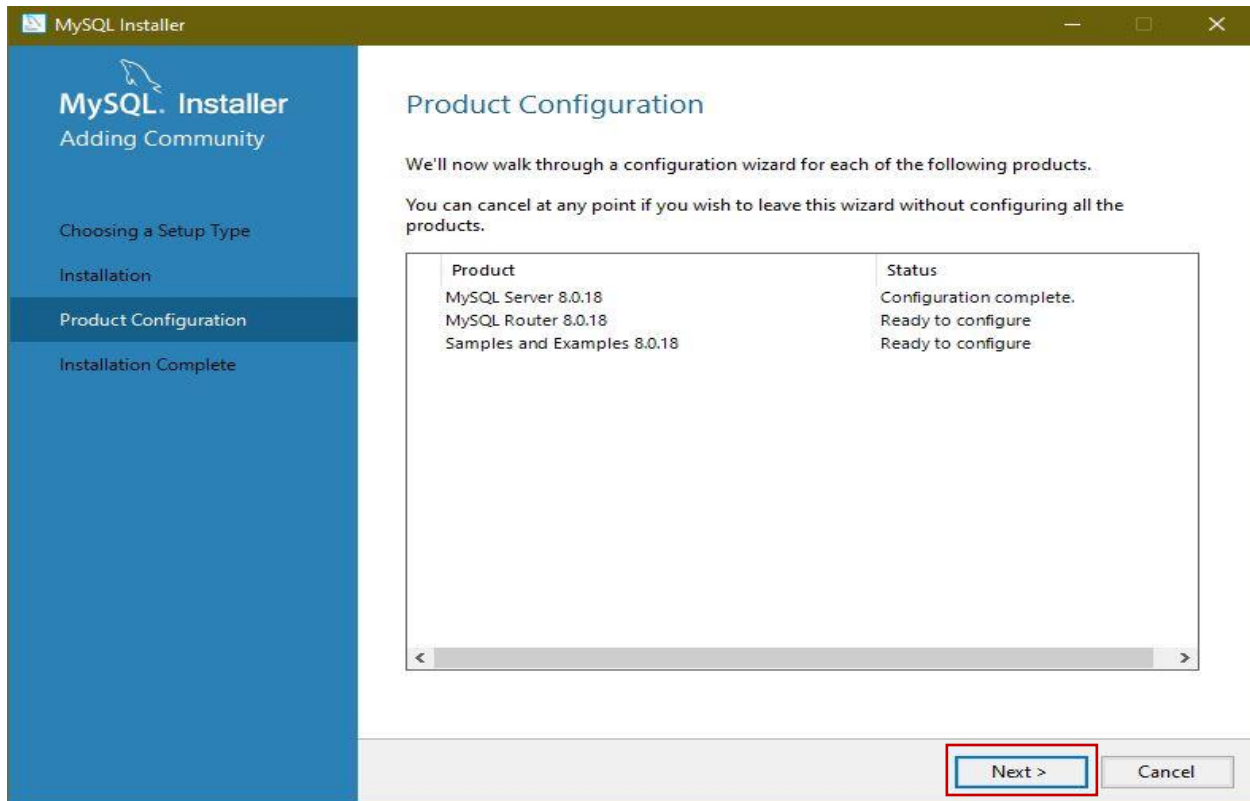 MySQL Installer
MySQL. Installer
Adding Community
Choosing a Setup Type
Installation
Product Configuration
Installation Complete
Product Configuration
We'll now walk through a configuration wizard for each of the following products.
You can cancel at any point if you wish to leave this wizard without configuring all the
products.
Product Status
MySQL Server 8.0.18 Configuration complete.
MySQL Router 8.0.18 Ready to configure
Samples and Examples 8.0.18 Ready to configure
Next > Cancel